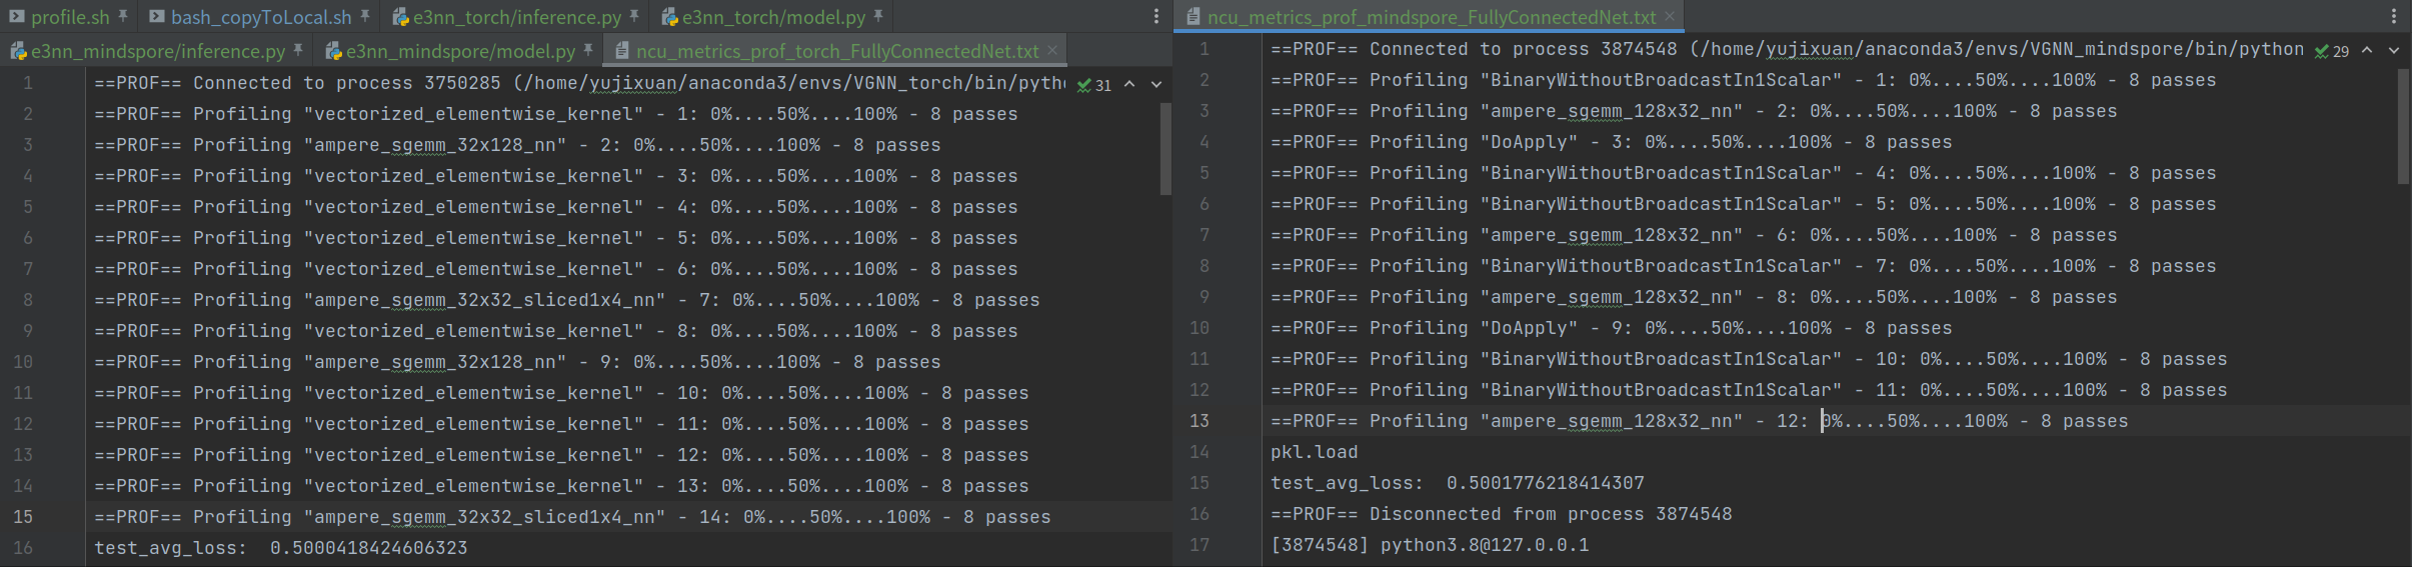 profile.sh
bash_copyToLocal.sh
e3nn_torch/inference.py
e3nn_torch/model.py
e3nn_mindspore/inference.py
e3nn_mindspore/model.py
ncu_metrics_prof_torch_FullyConnectedNet.txt
31
1 ==PROF== Connected to process 3750285 (/home/yujixuan/anaconda3/envs/VGNN_torch/bin/pyth
2 ==PROF== Profiling "vectorized_elementwise_kernel" - 1: 0%....50%....100% - 8 passes
3 ==PROF== Profiling "ampere_sgemm_32x128_nn" - 2: 0%....50%....100% - 8 passes
4 ==PROF== Profiling "vectorized_elementwise_kernel" - 3: 0%....50%....100% - 8 passes
5 ==PROF== Profiling "vectorized_elementwise_kernel" - 4: 0%....50%....100% - 8 passes
6 ==PROF== Profiling "vectorized_elementwise_kernel" - 5: 0%....50%....100% - 8 passes
7 ==PROF== Profiling "vectorized_elementwise_kernel" - 6: 0%....50%....100% - 8 passes
8 ==PROF== Profiling "ampere_sgemm_32x32_sliced1x4_nn" - 7: 0%....50%....100% - 8 passes
9 ==PROF== Profiling "vectorized_elementwise_kernel" - 8: 0%....50%....100% - 8 passes
10 ==PROF== Profiling "ampere_sgemm_32x128_nn" - 9: 0%....50%....100% - 8 passes
11 ==PROF== Profiling "vectorized_elementwise_kernel" - 10: 0%....50%....100% - 8 passes
12 ==PROF== Profiling "vectorized_elementwise_kernel" - 11: 0%....50%....100% - 8 passes
13 ==PROF== Profiling "vectorized_elementwise_kernel" - 12: 0%....50%....100% - 8 passes
14 ==PROF== Profiling "vectorized_elementwise_kernel" - 13: 0%....50%....100% - 8 passes
15 ==PROF== Profiling "ampere_sgemm_32x32_sliced1x4_nn" - 14: 0%....50%....100% - 8 passes
16 test_avg_loss:  0.5000418424606323
ncu_metrics_prof_mindspore_FullyConnectedNet.txt
29
1 ==PROF== Connected to process 3874548 (/home/yujixuan/anaconda3/envs/VGNN_mindspore/bin/python
2 ==PROF== Profiling "BinaryWithoutBroadcastIn1Scalar" - 1: 0%....50%....100% - 8 passes
3 ==PROF== Profiling "ampere_sgemm_128x32_nn" - 2: 0%....50%....100% - 8 passes
4 ==PROF== Profiling "DoApply" - 3: 0%....50%....100% - 8 passes
5 ==PROF== Profiling "BinaryWithoutBroadcastIn1Scalar" - 4: 0%....50%....100% - 8 passes
6 ==PROF== Profiling "BinaryWithoutBroadcastIn1Scalar" - 5: 0%....50%....100% - 8 passes
7 ==PROF== Profiling "ampere_sgemm_128x32_nn" - 6: 0%....50%....100% - 8 passes
8 ==PROF== Profiling "BinaryWithoutBroadcastIn1Scalar" - 7: 0%....50%....100% - 8 passes
9 ==PROF== Profiling "ampere_sgemm_128x32_nn" - 8: 0%....50%....100% - 8 passes
10 ==PROF== Profiling "DoApply" - 9: 0%....50%....100% - 8 passes
11 ==PROF== Profiling "BinaryWithoutBroadcastIn1Scalar" - 10: 0%....50%....100% - 8 passes
12 ==PROF== Profiling "BinaryWithoutBroadcastIn1Scalar" - 11: 0%....50%....100% - 8 passes
13 ==PROF== Profiling "ampere_sgemm_128x32_nn" - 12: 0%....50%....100% - 8 passes
14 pkl.load
15 test_avg_loss:  0.5001776218414307
16 ==PROF== Disconnected from process 3874548
17 [3874548] python3.8@127.0.0.1